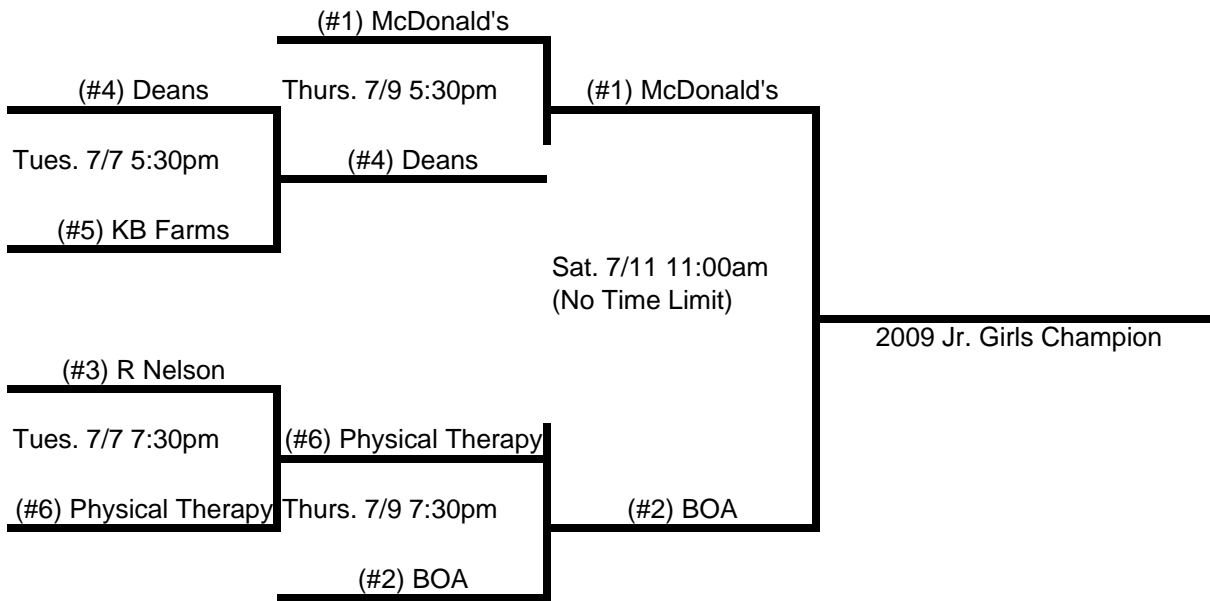 (#1) McDonald's
(#4) Deans
Thurs. 7/9 5:30pm
(#1) McDonald's
Tues. 7/7 5:30pm
(#4) Deans
(#5) KB Farms
Sat. 7/11 11:00am
(No Time Limit)
2009 Jr. Girls Champion
(#3) R Nelson
Tues. 7/7 7:30pm
(#6) Physical Therapy
(#6) Physical Therapy
Thurs. 7/9 7:30pm
(#2) BOA
(#2) BOA